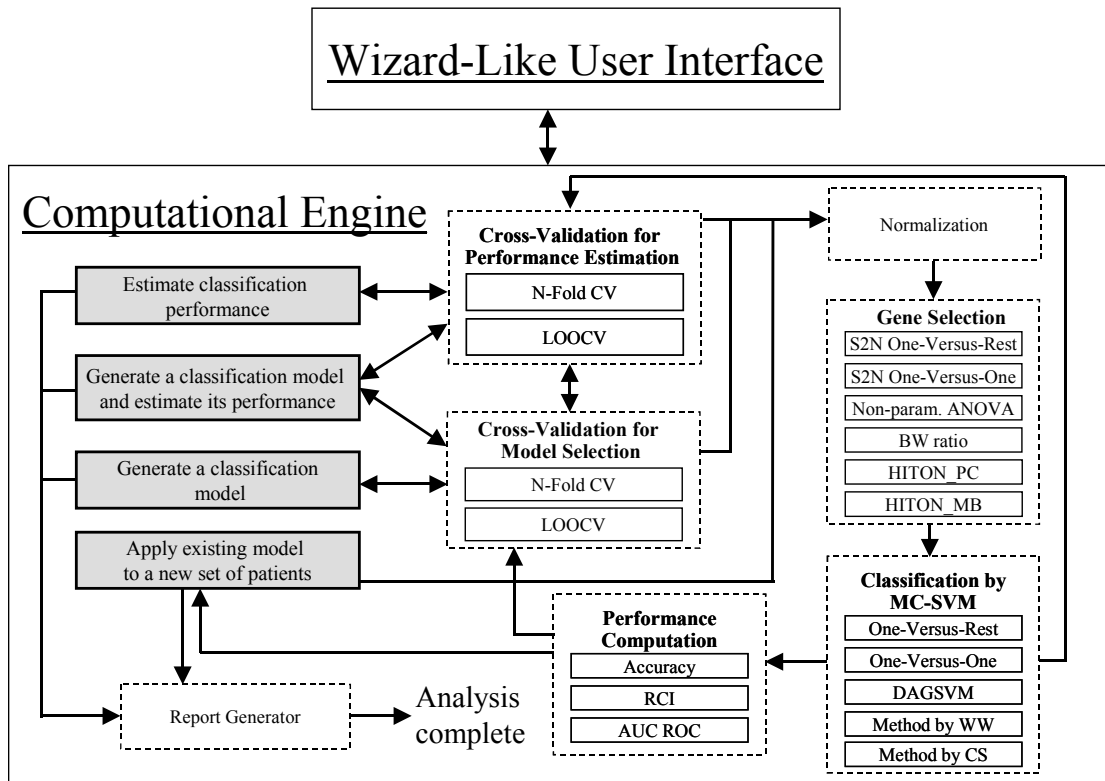 Wizard-Like User Interface
Computational Engine
Estimate classification
performance
Generate a classification model
and estimate its performance
Generate a classification
model
Apply existing model
to a new set of patients
Report Generator
Analysis
complete
Cross-Validation for
Performance Estimation
N-Fold CV
LOOCV
Cross-Validation for
Model Selection
N-Fold CV
LOOCV
Performance
Computation
Accuracy
RCI
AUC ROC
Normalization
Gene Selection
S2N One-Versus-Rest
S2N One-Versus-One
Non-param. ANOVA
BW ratio
HITON_PC
HITON_MB
Classification by
MC-SVM
One-Versus-Rest
One-Versus-One
DAGSVM
Method by WW
Method by CS